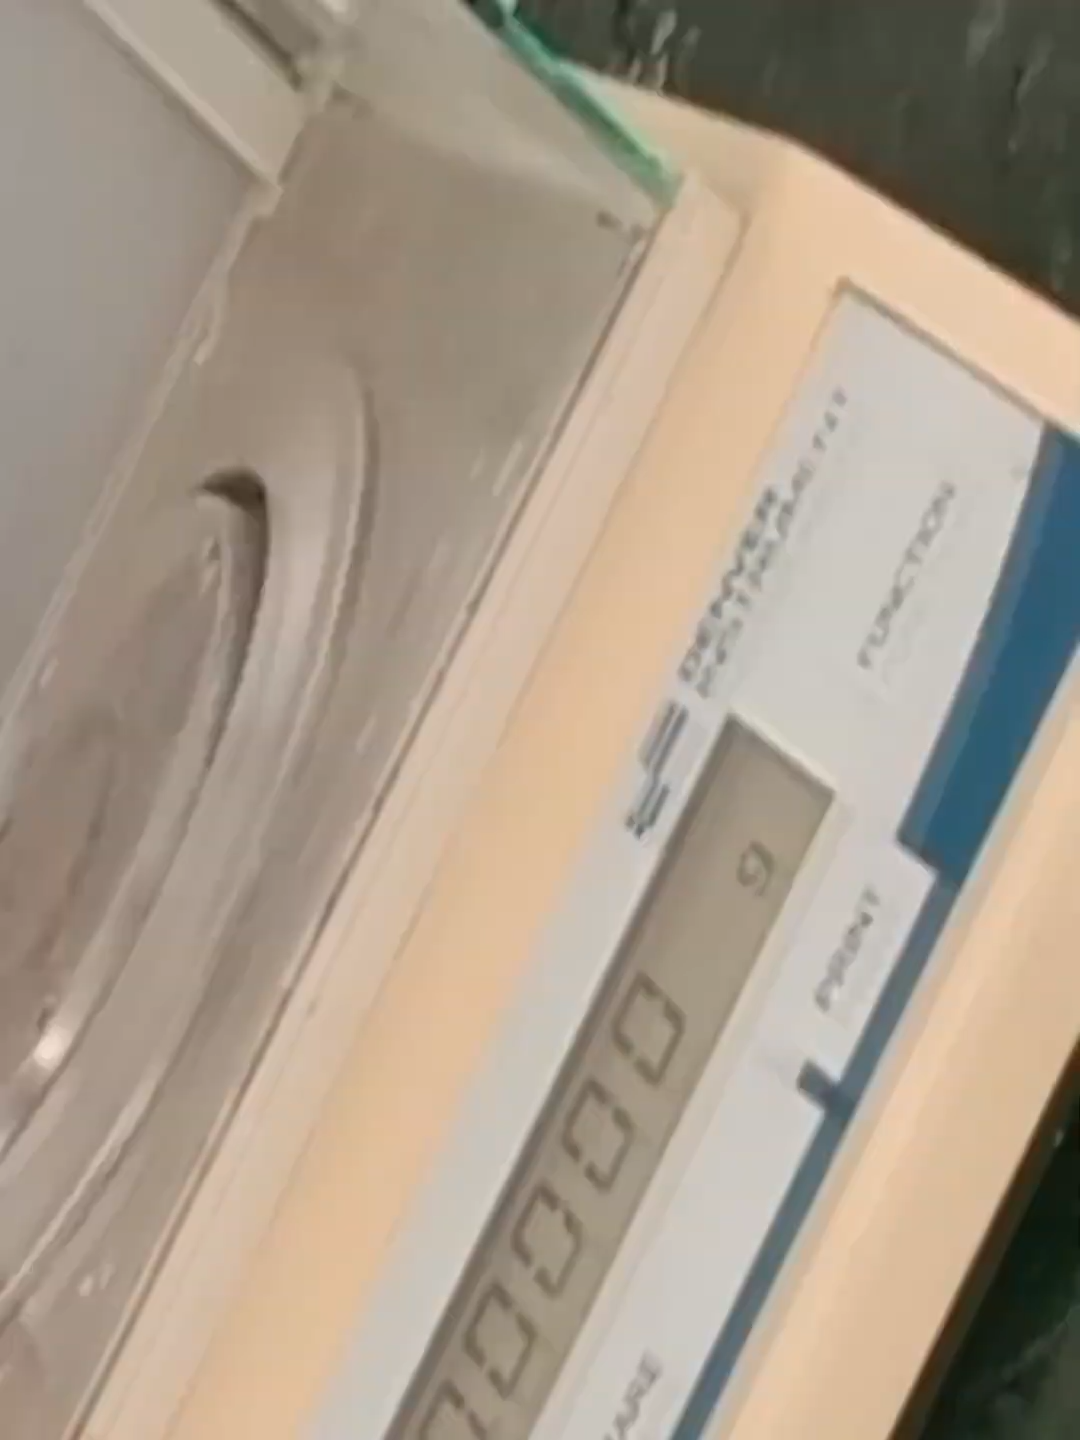 DENVER
INSTRUMENT
FUNCTION
g
0000
PRINT